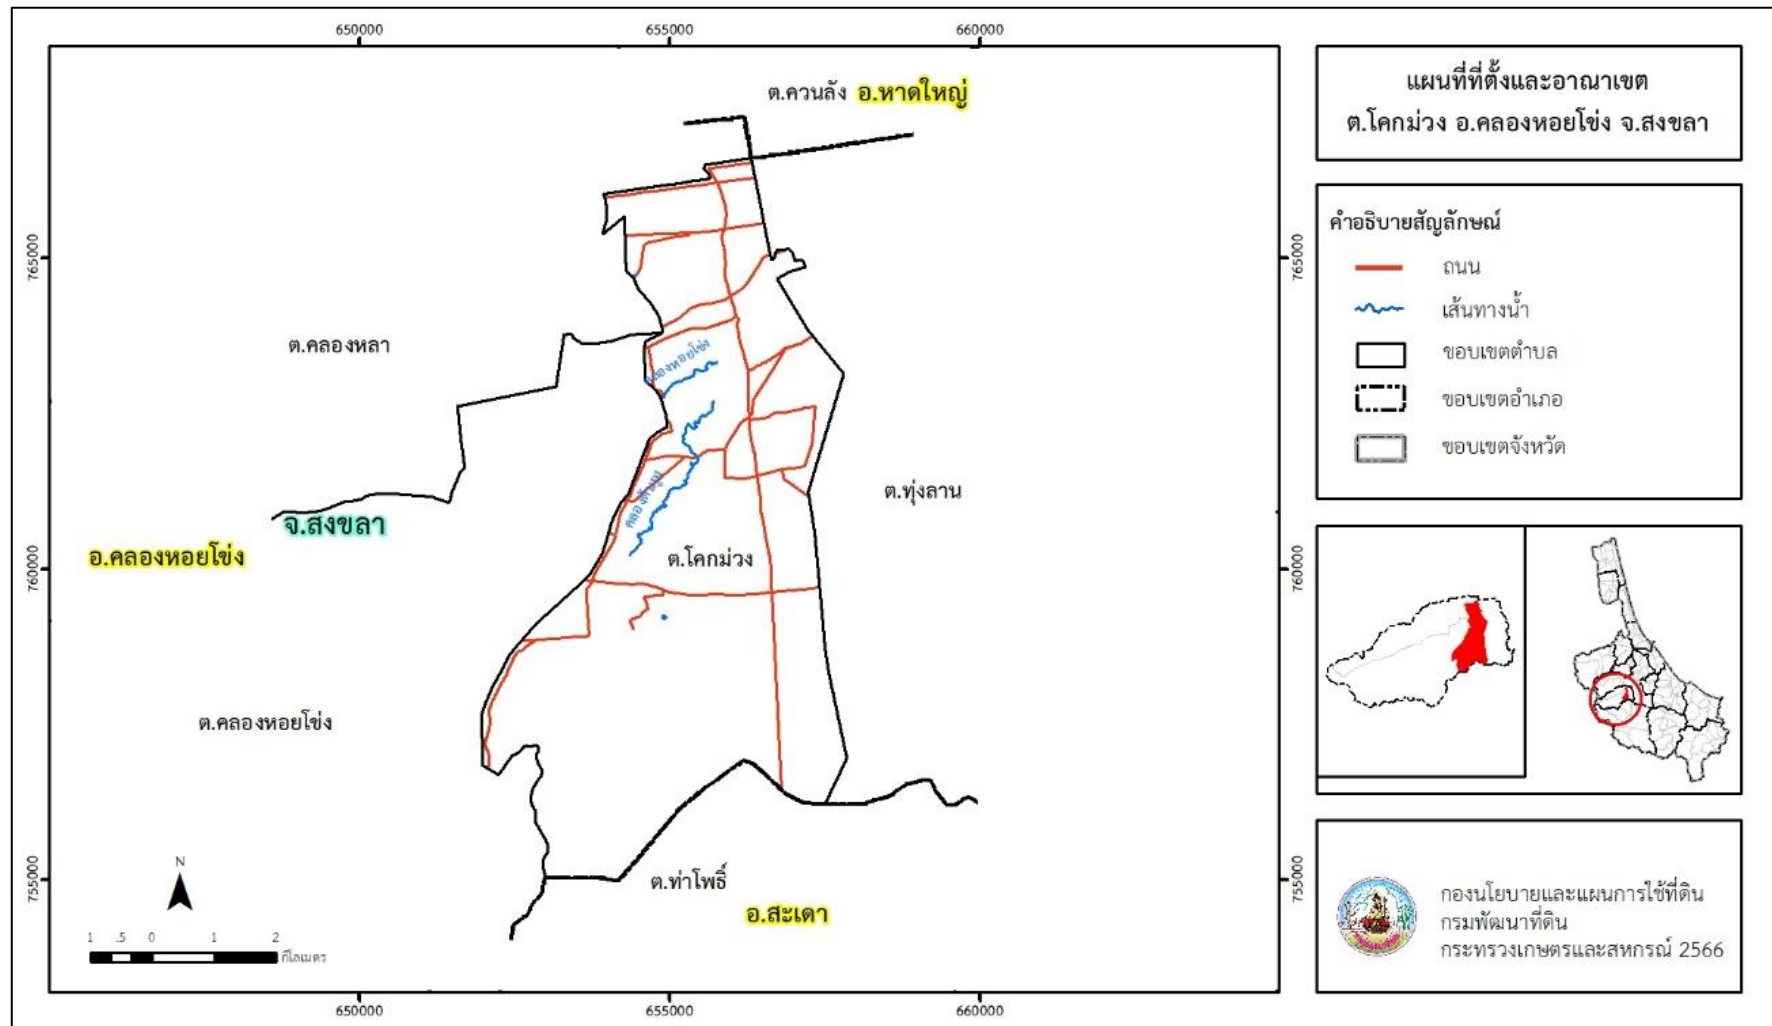 650000 655000 660000
ต.ควนลัง อ.หาดใหญ่
765000
765000
ต.คลองหลา
คลองหอยโข่ง
ต.ทุ่งลาน
จ.สงขลา
อ.คลองหอยโข่ง
ต.โคกม่วง
760000
760000
ต.คลองหอยโข่ง
ต.ท่าโพธิ์
อ.สะเดา
755000
755000
N
1 .5 0 1 2
กิโลเมตร
650000 655000 660000
แผนที่ที่ตั้งและอาณาเขต
ต.โคกม่วง อ.คลองหอยโข่ง จ.สงขลา
คำอธิบายสัญลักษณ์
ถนน
เส้นทางน้ำ
ขอบเขตตำบล
ขอบเขตอำเภอ
ขอบเขตจังหวัด
กองนโยบายและแผนการใช้ที่ดิน
กรมพัฒนาที่ดิน
กระทรวงเกษตรและสหกรณ์ 2566